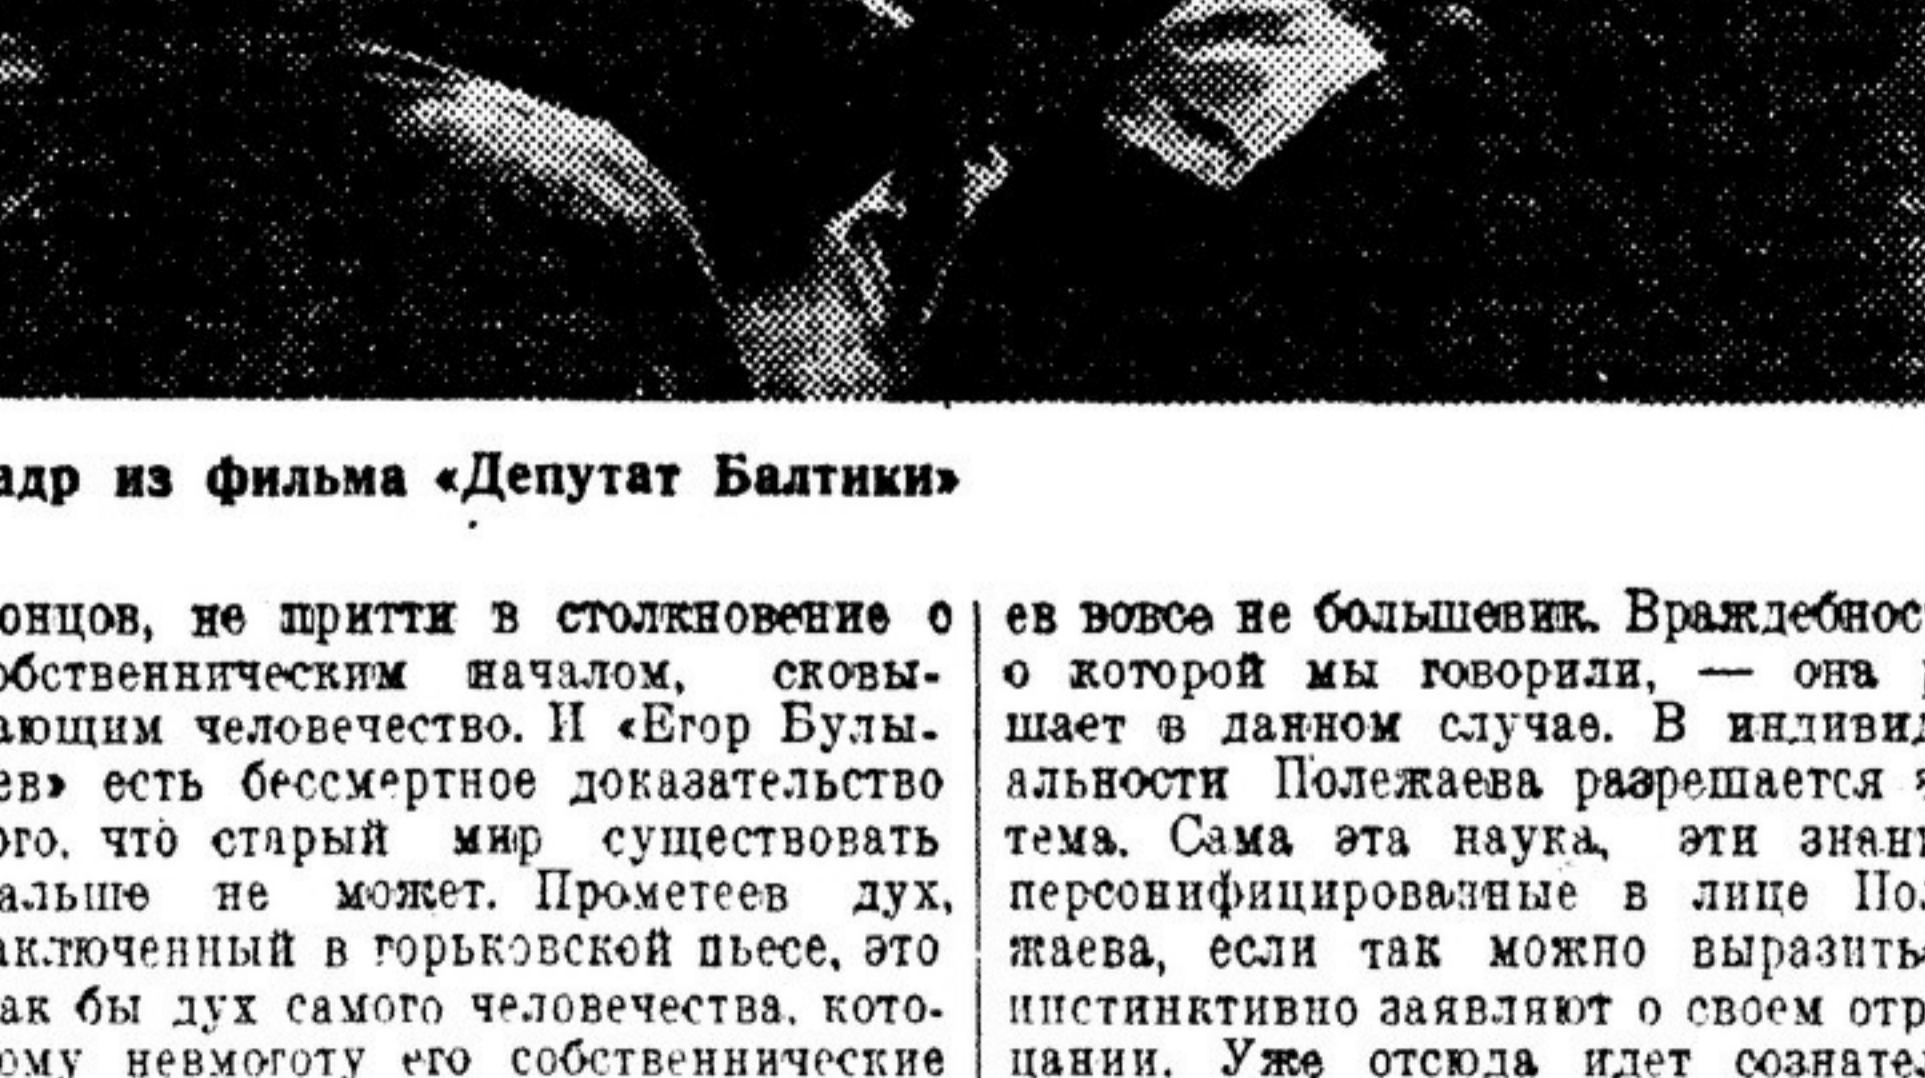 адр из фильма «Депутат Балтики»
онцов, не притти в столкновение о
обственническим началом, сковы-
ающим человечество. И «Егор Булы-
ев» есть бессмертное доказательство
ого, что старый мир существовать
альше не может. Прометеев дух,
аключенный в горьковской пьесе, это
ак бы дух самого человечества, кото-
ому невмоготу его собственнические
ев вовсе не большевик. Враждебнос
о которой мы говорили, — она
шает в данном случае. В индивид
альности Полежаева разрешается
тема. Сама эта наука, эти знан
персонифицированные в лице Пол
жаева, если так можно выразить
инстинктивно заявляют о своем отр
цании. Уже отсюда идет сознател